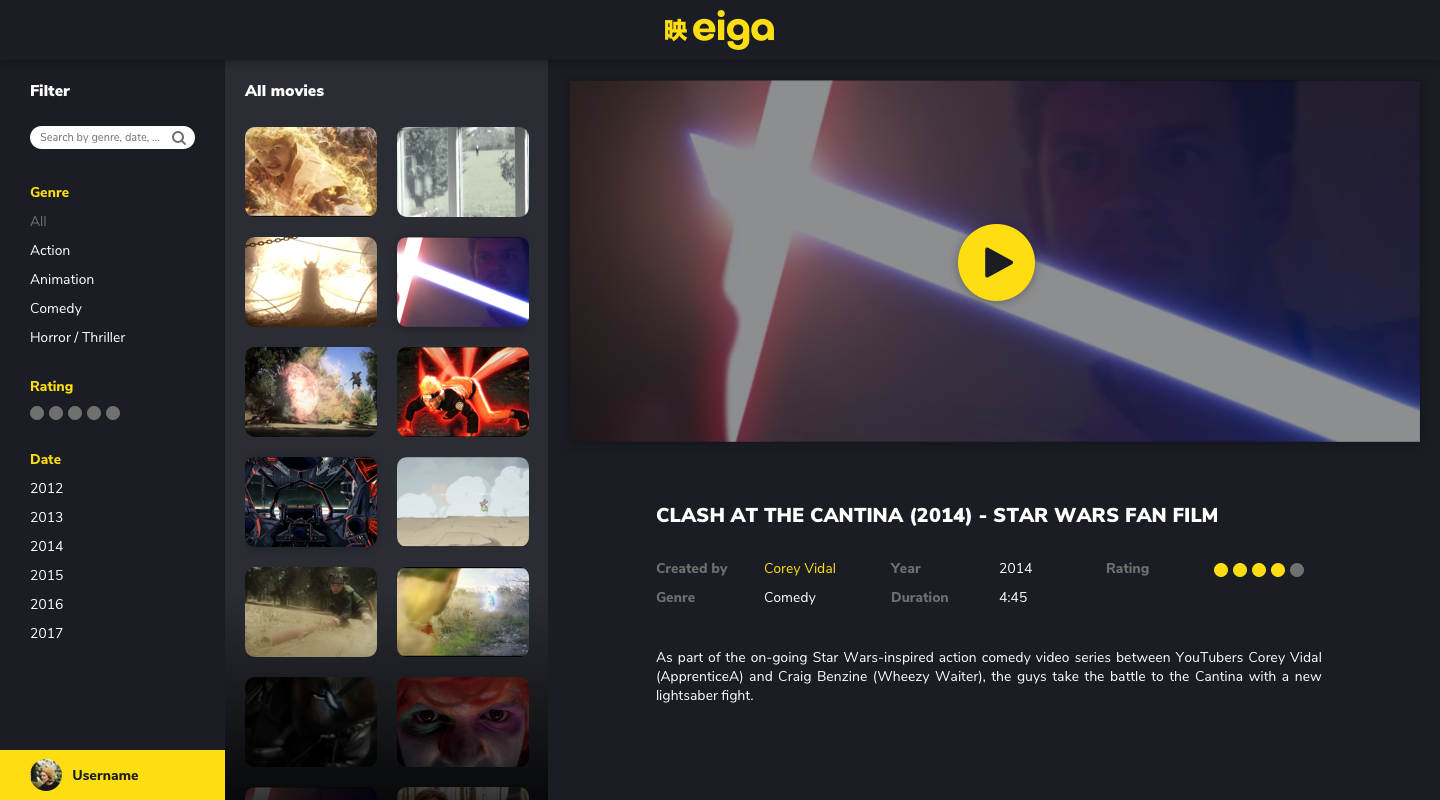 映 eiga
Filter
Search by genre, date, ...
Genre
All
Action
Animation
Comedy
Horror / Thriller
Rating
Date
2012
2013
2014
2015
2016
2017
Username
All movies
CLASH AT THE CANTINA (2014) - STAR WARS FAN FILM
Created by Corey Vidal Year 2014 Rating
Genre Comedy Duration 4:45
As part of the on-going Star Wars-inspired action comedy video series between YouTubers Corey Vidal
(ApprenticeA) and Craig Benzine (Wheezy Waiter), the guys take the battle to the Cantina with a new
lightsaber fight.